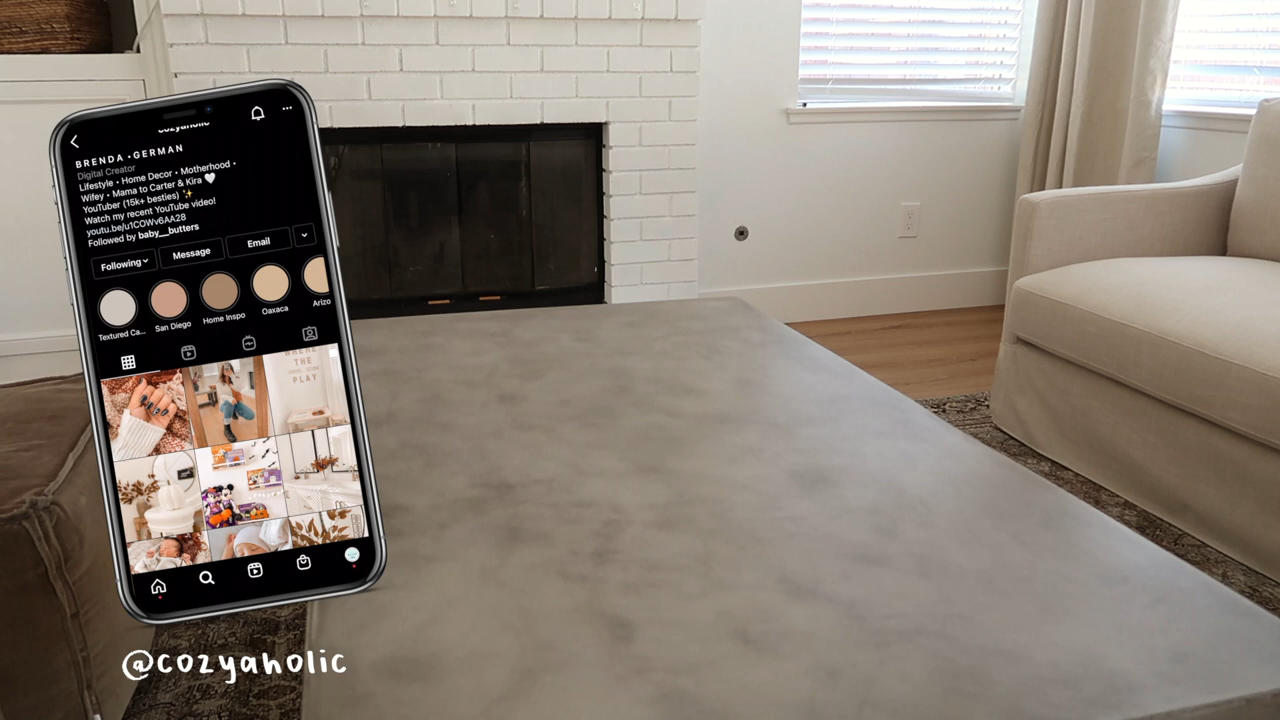 cozyaholic
BRENDA • GERMAN
Digital Creator
Lifestyle • Home Decor • Motherhood •
Wifey • Mama to Carter & Kira 🤍
YouTuber (15k+ besties) ✨
Watch my recent YouTube video!
youtu.be/u1COWv6AA28
Followed by baby__butters
Following
Message
Email
Textured Ca...
San Diego
Home Inspo
Oaxaca
Arizo
WHERE
THE
PLAY
@cozyaholic